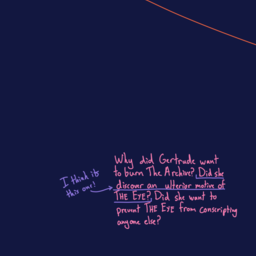 Why did Gertrude want
to burn The Archive? Did she
discover an ulterior motive of
THE EYE? Did she want to
prevent THE EYE from conscripting
anyone else?
I think it's
this one!